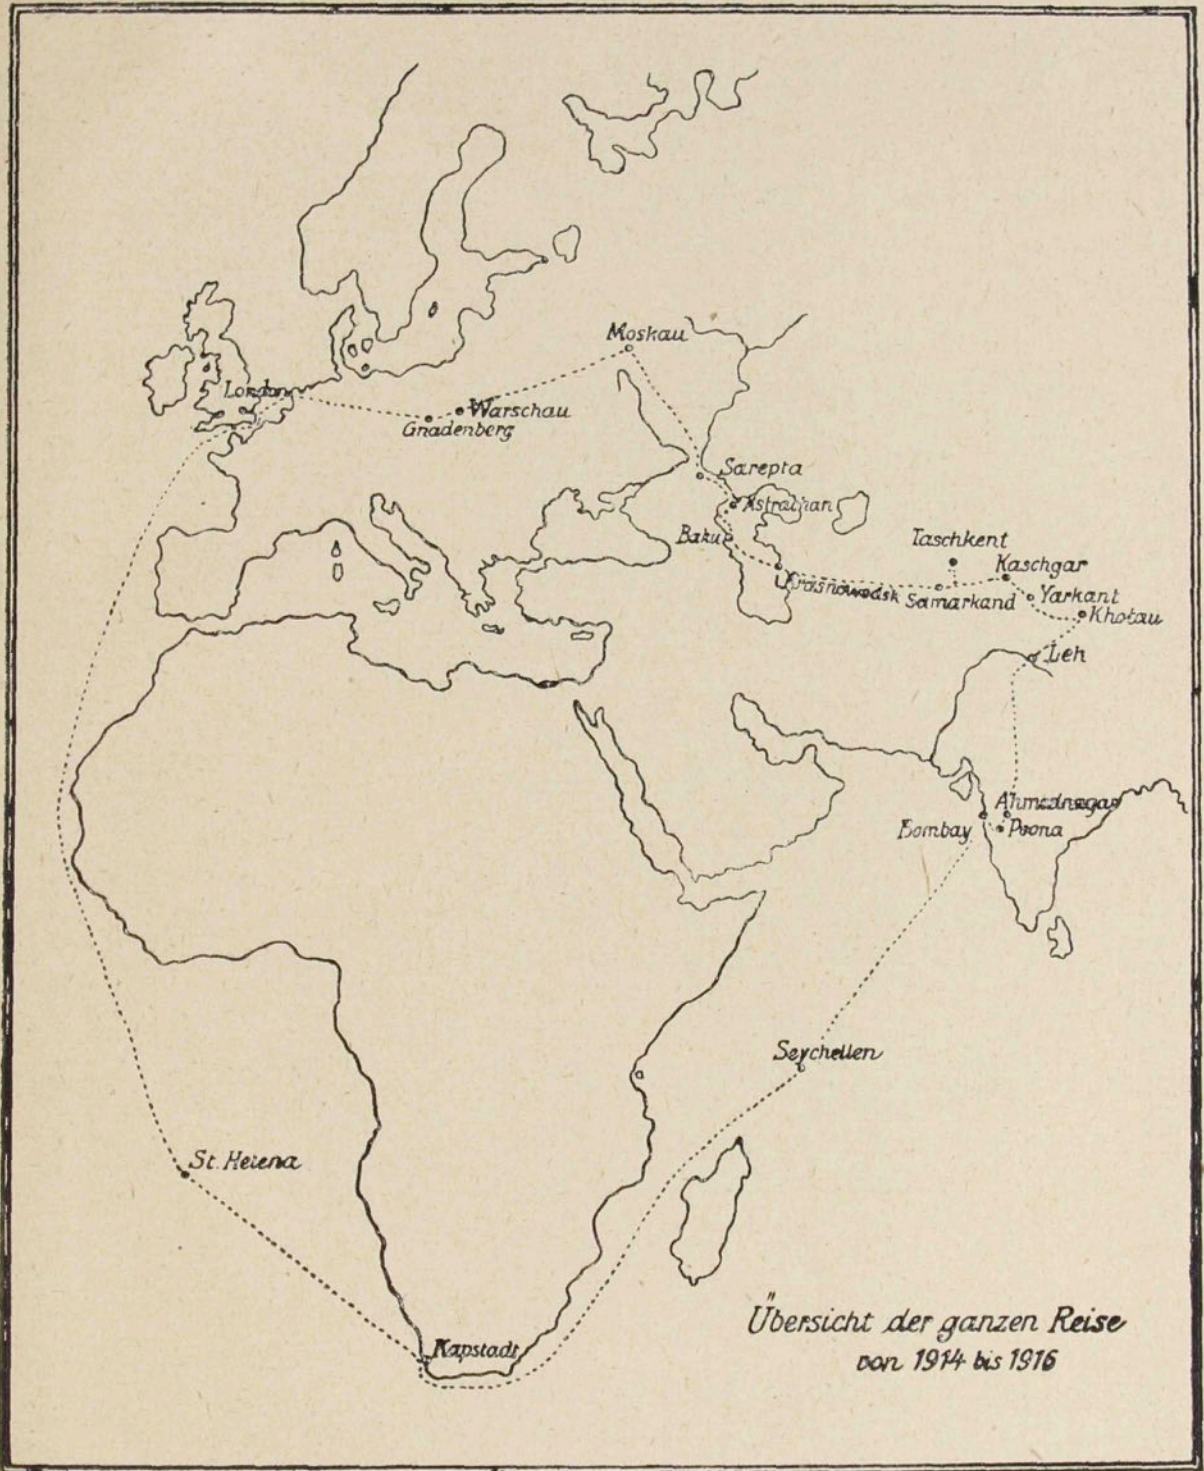 Moskau
London
Warschau
Gnadenberg
Sarepta
Astrachan
Baku
Taschkent
Kaschgar
Krasnowodsk
Samarkand
Yarkant
Khotau
Leh
Ahmednagar
Bombay
Poona
Seychellen
St. Helena
Kapstadt
Übersicht der ganzen Reise
von 1914 bis 1916